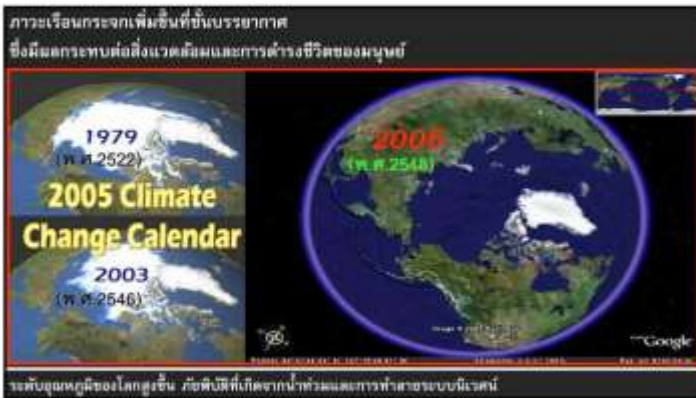 ภาวะเรือนกระจกเพิ่มขึ้นที่ชั้นบรรยากาศ
ซึ่งมีผลกระทบต่อสิ่งแวดล้อมและการดำรงชีวิตของมนุษย์
1979
(พ.ศ.2522)
2005 Climate
Change Calendar
2003
(พ.ศ.2546)
2005
(พ.ศ.2548)
Google
ระดับอุณหภูมิของโลกสูงขึ้น ภัยพิบัติที่เกิดจากน้ำท่วมและการทำลายระบบนิเวศน์